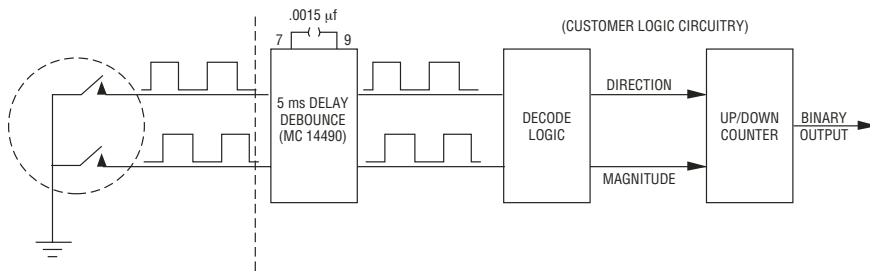 .0015 µf
7 9
(CUSTOMER LOGIC CIRCUITRY)
5 ms DELAY
DEBOUNCE
(MC 14490)
DECODE
LOGIC
DIRECTION
MAGNITUDE
UP/DOWN
COUNTER
BINARY
OUTPUT